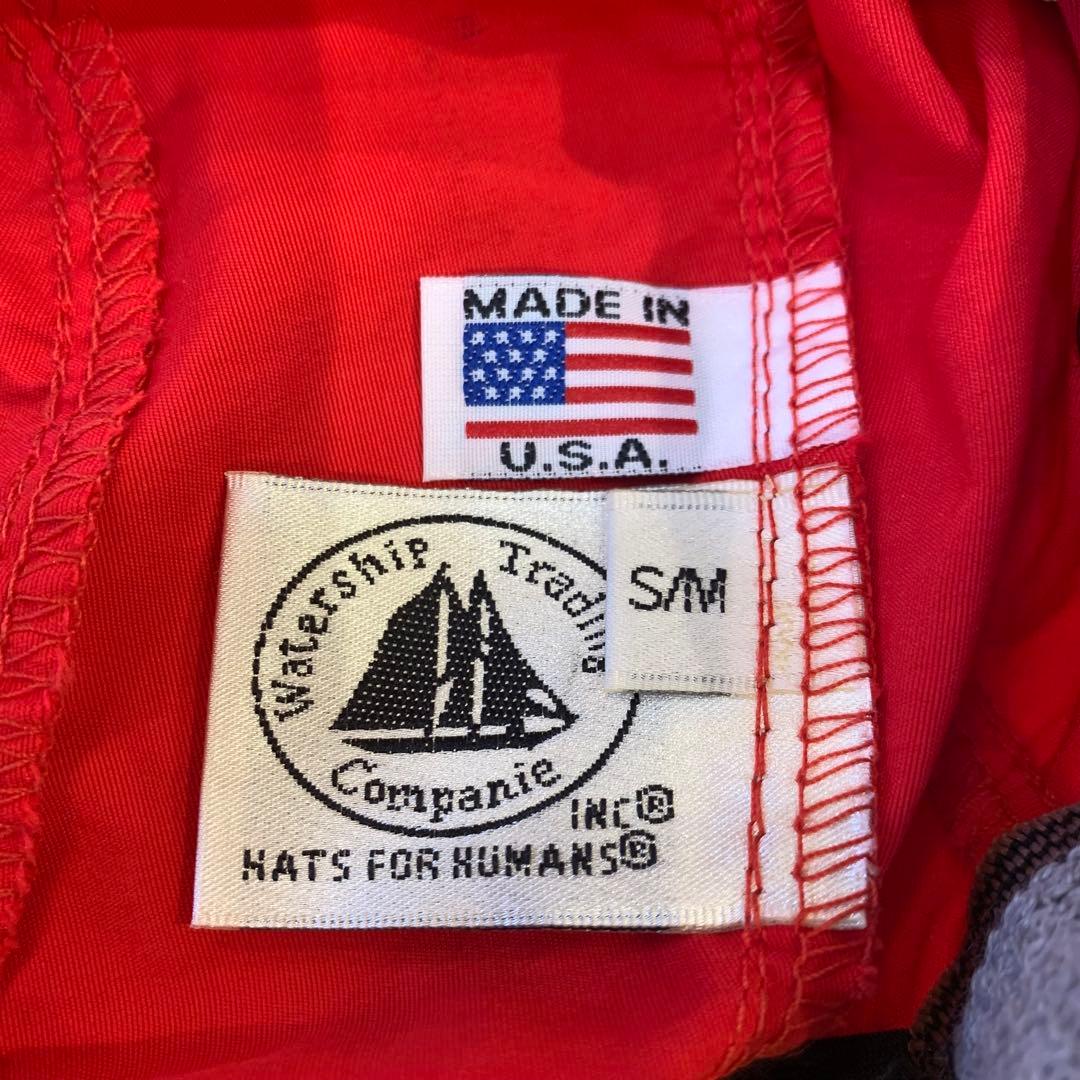 MADE IN
U.S.A.
S/M
Watership Trading
Companie
INC®
HATS FOR HUMANS®